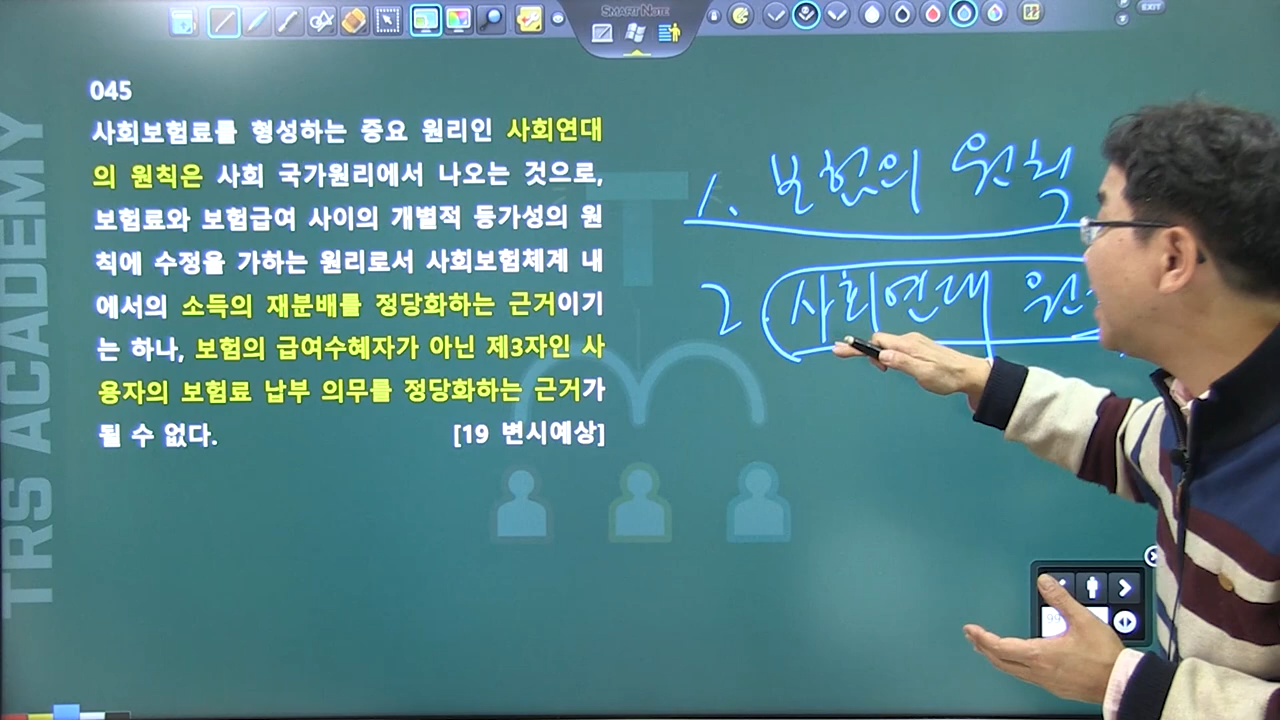 SMART NOTE
EXIT
TRS ACADEMY
045
사회보험료를 형성하는 중요 원리인 사회연대
의 원칙은 사회 국가원리에서 나오는 것으로,
보험료와 보험급여 사이의 개별적 등가성의 원
칙에 수정을 가하는 원리로서 사회보험체계 내
에서의 소득의 재분배를 정당화하는 근거이기
는 하나, 보험의 급여수혜자가 아닌 제3자인 사
용자의 보험료 납부 의무를 정당화하는 근거가
될 수 없다. [19 변시예상]
1. 보험의 원칙
2. 사회연대 원